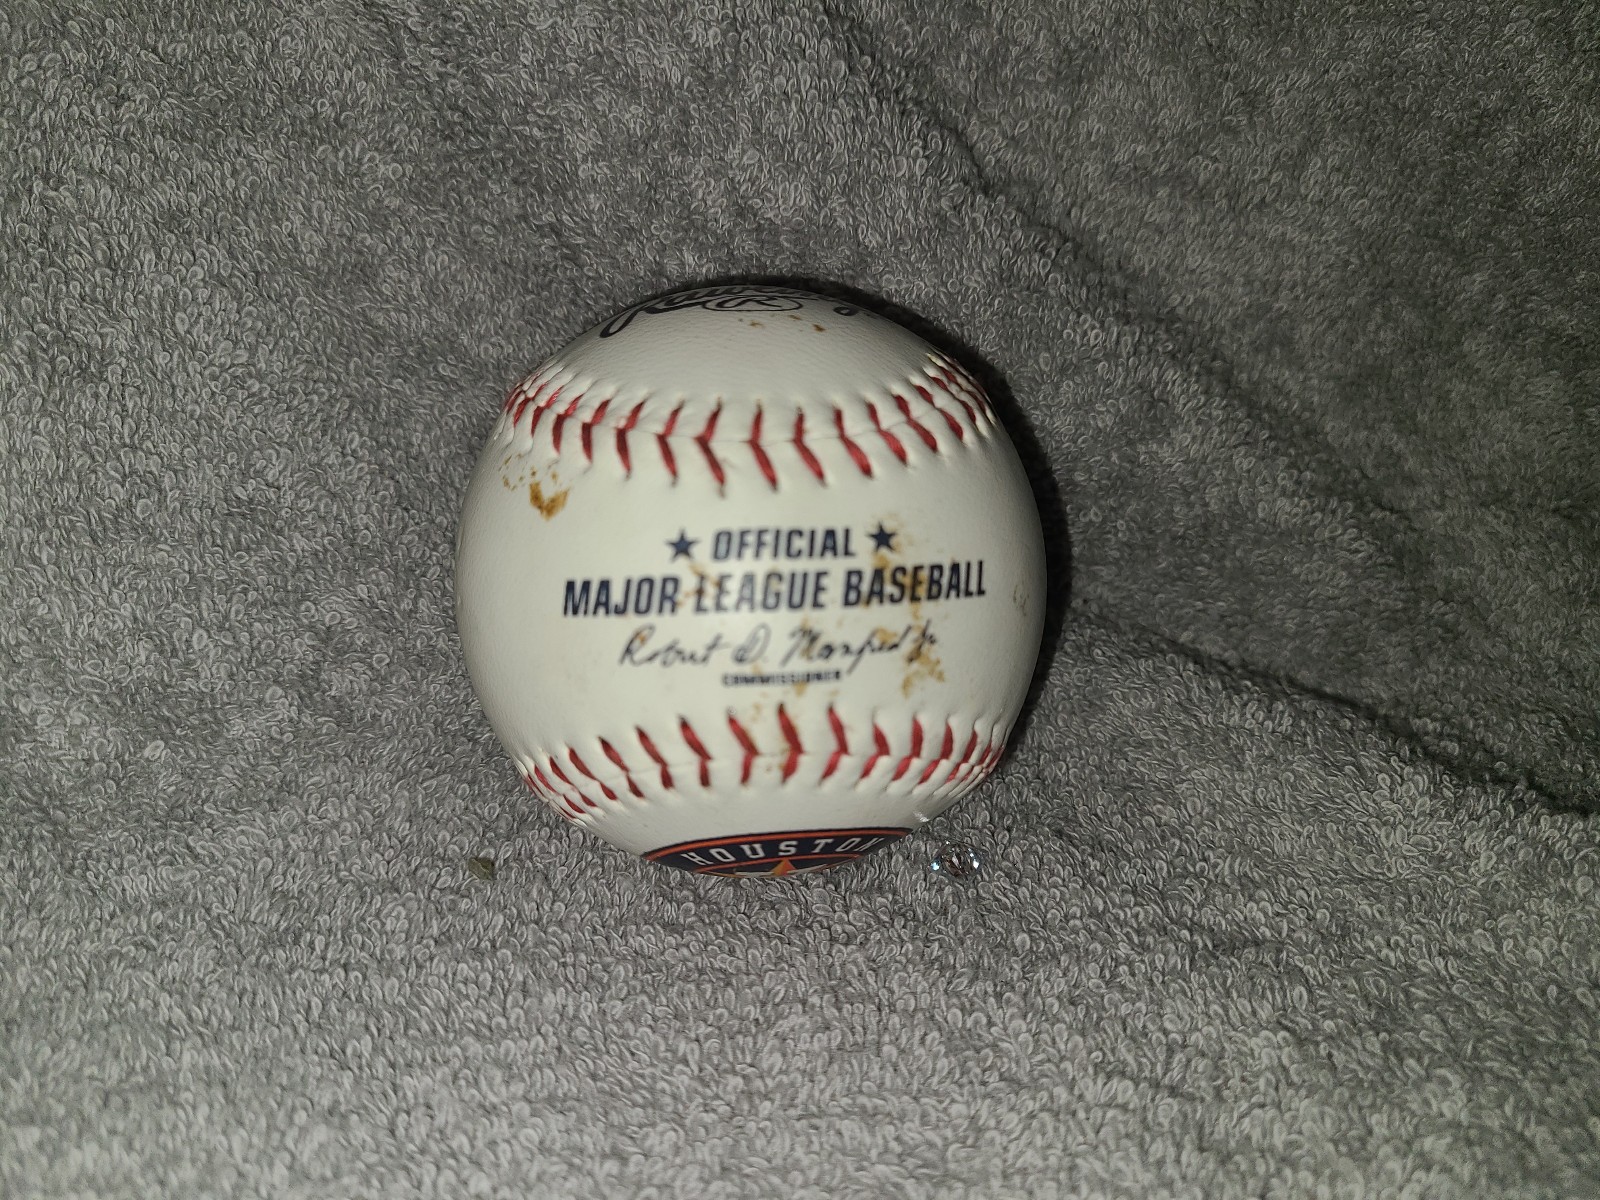 R
★ OFFICIAL ★
MAJOR LEAGUE BASEBALL
Robert D. Manfred Jr.
COMMISSIONER
HOUSTON